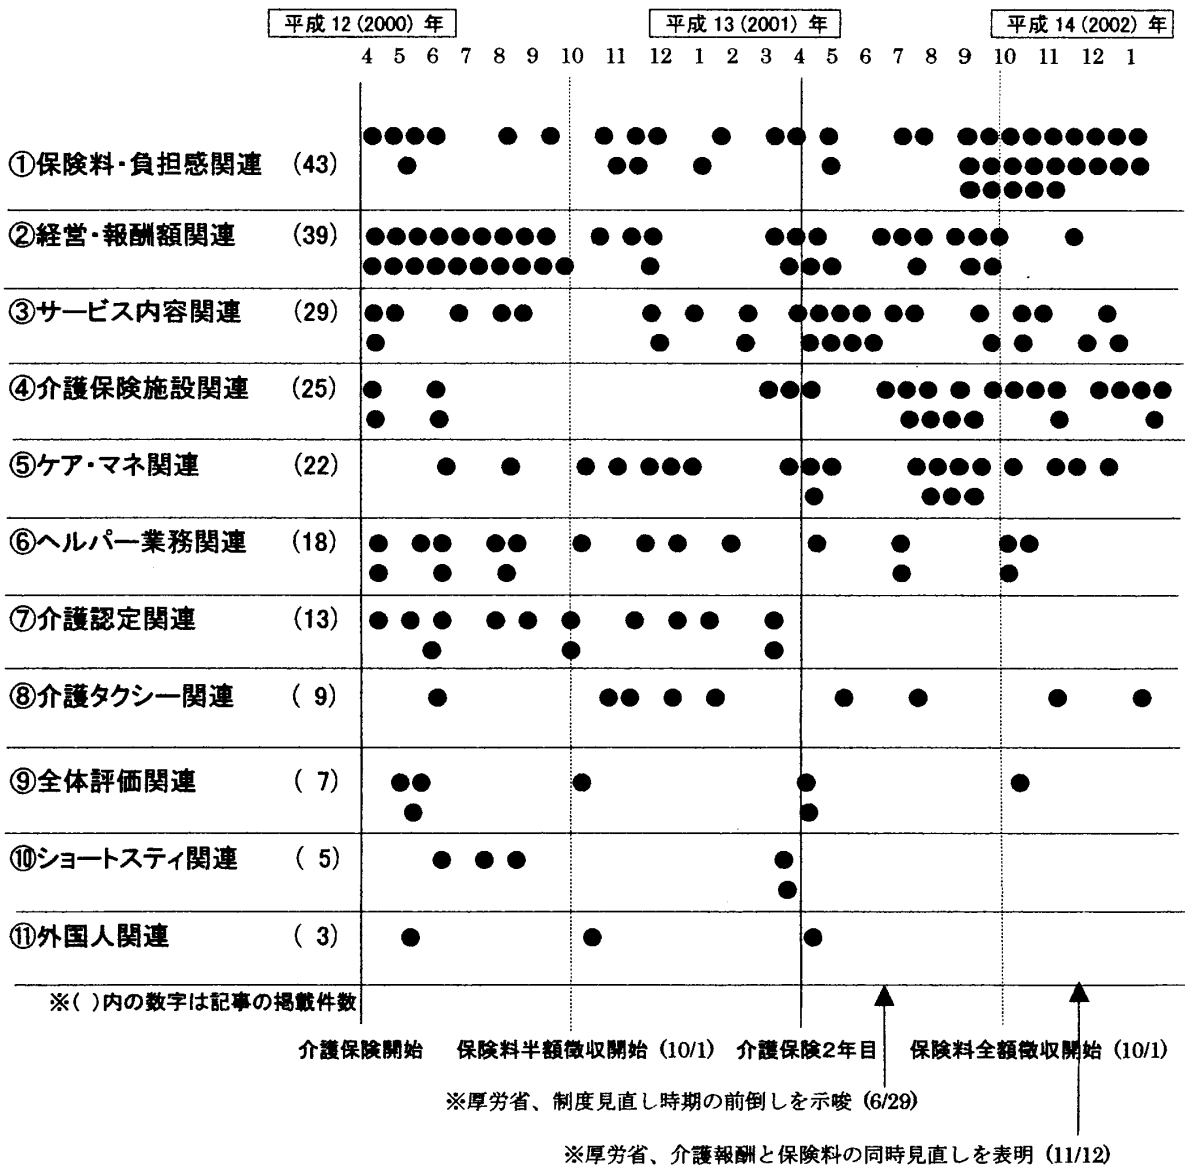 平成 12 (2000) 年 平成 13 (2001) 年 平成 14 (2002) 年
4 5 6 7 8 9 10 11 12 1 2 3 4 5 6 7 8 9 10 11 12 1
①保険料・負担感関連 (43)
②経営・報酬額関連 (39)
③サービス内容関連 (29)
④介護保険施設関連 (25)
⑤ケア・マネ関連 (22)
⑥ヘルパー業務関連 (18)
⑦介護認定関連 (13)
⑧介護タクシー関連 ( 9)
⑨全体評価関連 ( 7)
⑩ショートスティ関連 ( 5)
⑪外国人関連 ( 3)
※( )内の数字は記事の掲載件数
介護保険開始 保険料半額徴収開始 (10/1) 介護保険2年目 保険料全額徴収開始 (10/1)
※厚労省、制度見直し時期の前倒しを示唆 (6/29)
※厚労省、介護報酬と保険料の同時見直しを表明 (11/12)